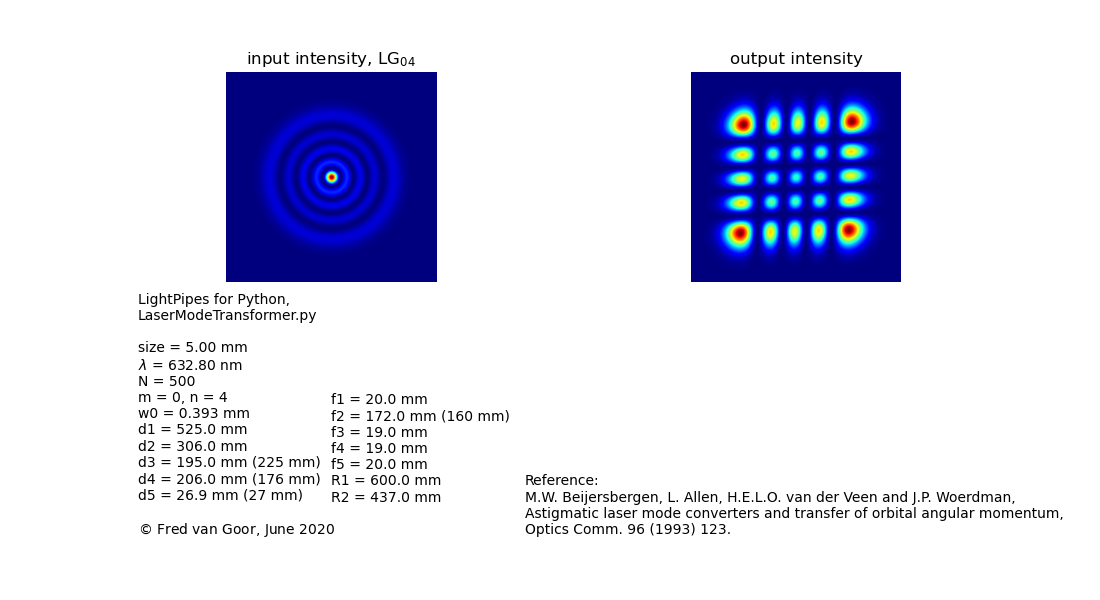 input intensity, LG₀₄
output intensity
LightPipes for Python,
LaserModeTransformer.py
size = 5.00 mm
λ = 632.80 nm
N = 500
m = 0, n = 4
w0 = 0.393 mm
d1 = 525.0 mm
d2 = 306.0 mm
d3 = 195.0 mm (225 mm)
d4 = 206.0 mm (176 mm)
d5 = 26.9 mm (27 mm)
© Fred van Goor, June 2020
f1 = 20.0 mm
f2 = 172.0 mm (160 mm)
f3 = 19.0 mm
f4 = 19.0 mm
f5 = 20.0 mm
R1 = 600.0 mm
R2 = 437.0 mm
Reference:
M.W. Beijersbergen, L. Allen, H.E.L.O. van der Veen and J.P. Woerdman,
Astigmatic laser mode converters and transfer of orbital angular momentum,
Optics Comm. 96 (1993) 123.